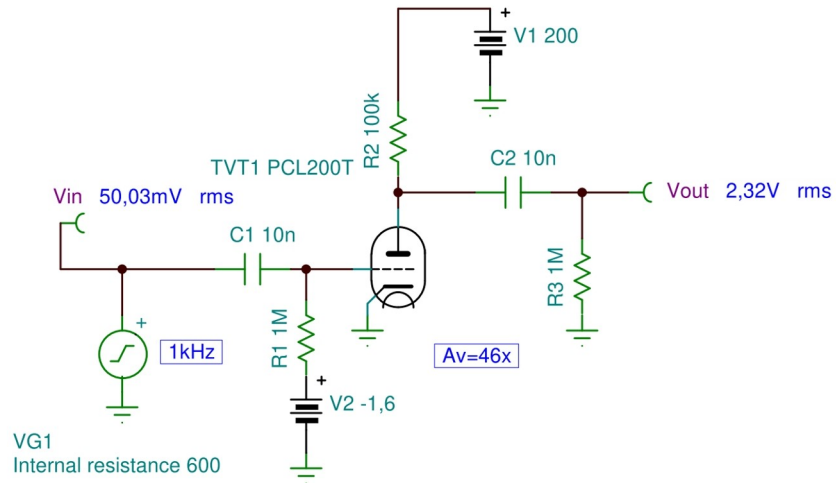 +
V1 200
R2 100k
C2 10n
TVT1 PCL200T
Vin 50,03mV rms
Vout 2,32V rms
C1 10n
R3 1M
+
1kHz
R1 1M
Av=46x
+
V2 -1,6
VG1
Internal resistance 600